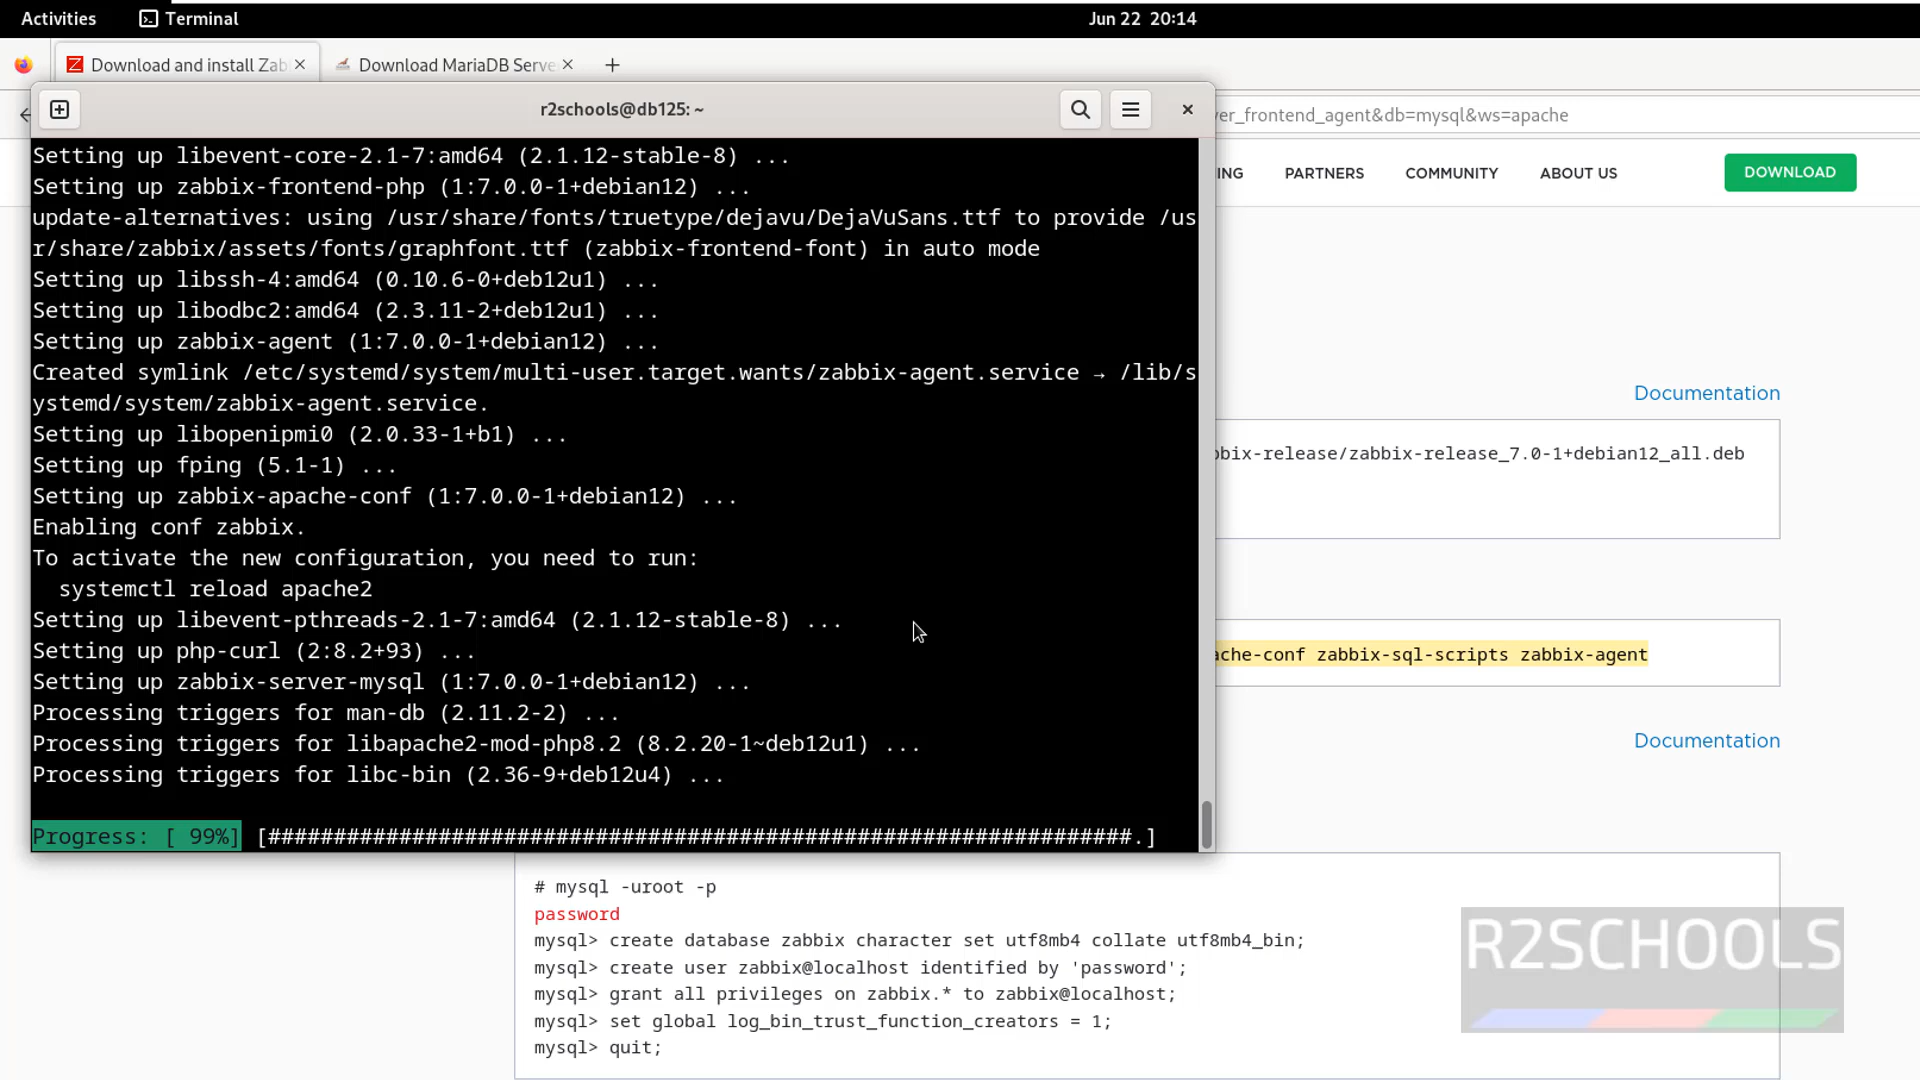 Activities
Terminal
Jun 22 20:14
Download and install Zab
Download MariaDB Serve
r2schools@db125: ~
er_frontend_agent&db=mysql&ws=apache
Setting up libevent-core-2.1-7:amd64 (2.1.12-stable-8) ...
Setting up zabbix-frontend-php (1:7.0.0-1+debian12) ...
update-alternatives: using /usr/share/fonts/truetype/dejavu/DejaVuSans.ttf to provide /us
r/share/zabbix/assets/fonts/graphfont.ttf (zabbix-frontend-font) in auto mode
Setting up libssh-4:amd64 (0.10.6-0+deb12u1) ...
Setting up libodbc2:amd64 (2.3.11-2+deb12u1) ...
Setting up zabbix-agent (1:7.0.0-1+debian12) ...
Created symlink /etc/systemd/system/multi-user.target.wants/zabbix-agent.service → /lib/s
ystemd/system/zabbix-agent.service.
Setting up libopenipmi0 (2.0.33-1+b1) ...
Setting up fping (5.1-1) ...
Setting up zabbix-apache-conf (1:7.0.0-1+debian12) ...
Enabling conf zabbix.
To activate the new configuration, you need to run:
systemctl reload apache2
Setting up libevent-pthreads-2.1-7:amd64 (2.1.12-stable-8) ...
Setting up php-curl (2:8.2+93) ...
Setting up zabbix-server-mysql (1:7.0.0-1+debian12) ...
Processing triggers for man-db (2.11.2-2) ...
Processing triggers for libapache2-mod-php8.2 (8.2.20-1~deb12u1) ...
Processing triggers for libc-bin (2.36-9+deb12u4) ...
Progress: [ 99%] [##################################################################.]
ING
PARTNERS
COMMUNITY
ABOUT US
DOWNLOAD
Documentation
bbix-release/zabbix-release_7.0-1+debian12_all.deb
ache-conf zabbix-sql-scripts zabbix-agent
Documentation
# mysql -uroot -p
password
mysql> create database zabbix character set utf8mb4 collate utf8mb4_bin;
mysql> create user zabbix@localhost identified by 'password';
mysql> grant all privileges on zabbix.* to zabbix@localhost;
mysql> set global log_bin_trust_function_creators = 1;
mysql> quit;
R2SCHOOLS